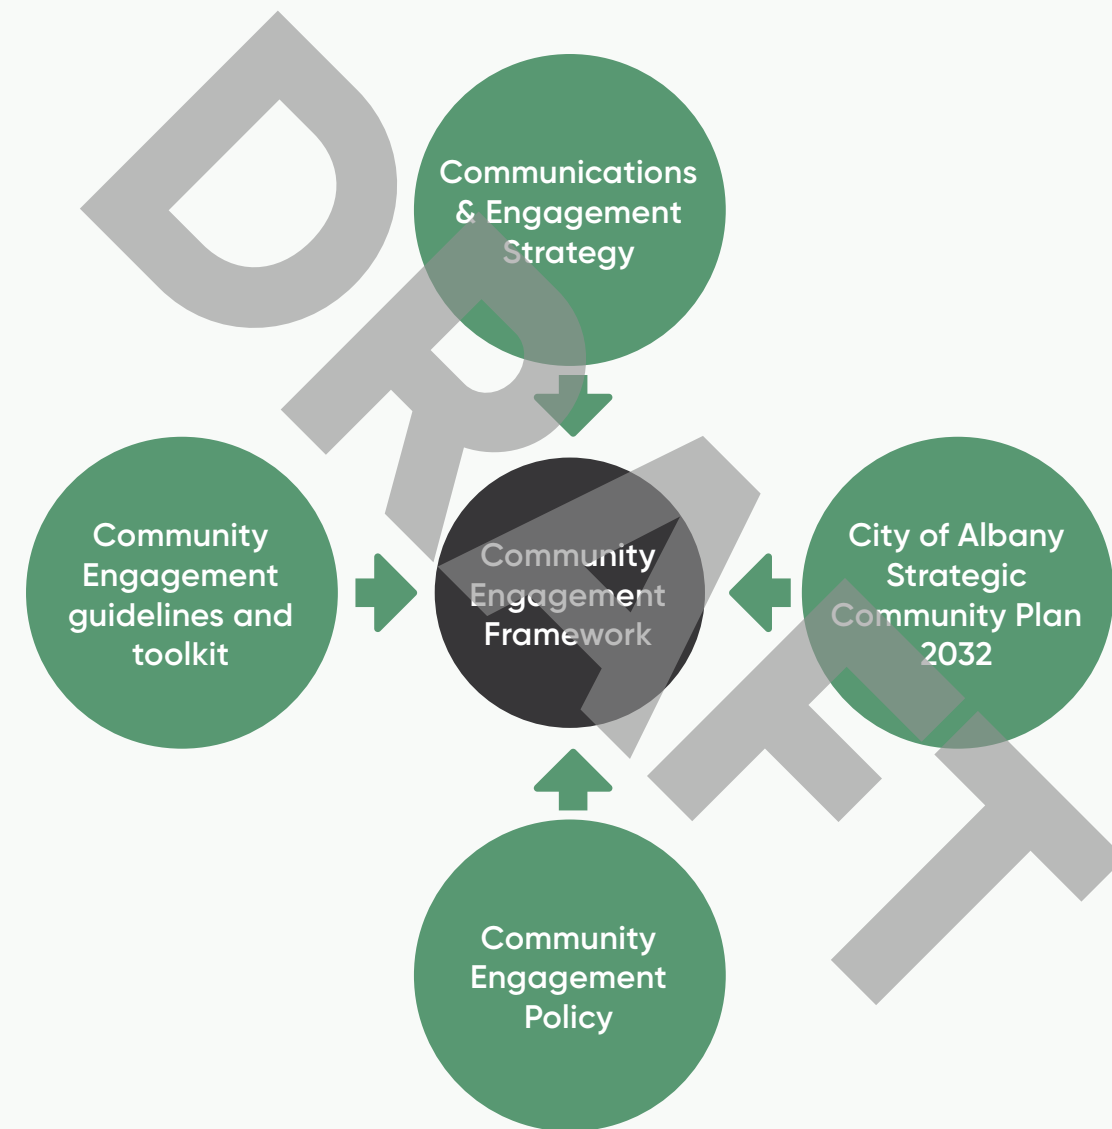 Communications
& Engagement
Strategy
Community
Engagement
guidelines and
toolkit
Community
Engagement
Framework
City of Albany
Strategic
Community Plan
2032
Community
Engagement
Policy
DRAFT